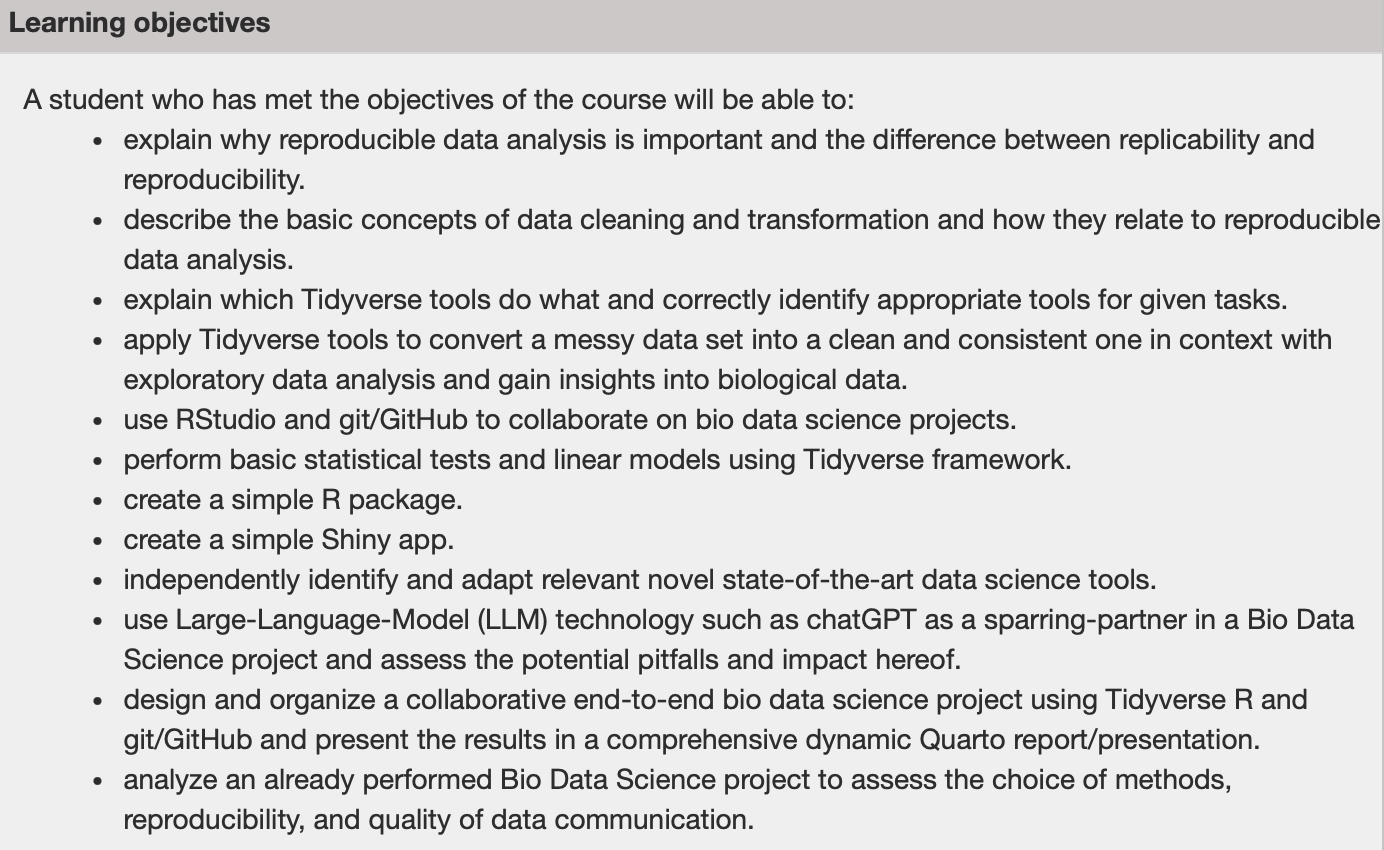 Learning objectives
A student who has met the objectives of the course will be able to:
• explain why reproducible data analysis is important and the difference between replicability and
reproducibility.
• describe the basic concepts of data cleaning and transformation and how they relate to reproducible
data analysis.
• explain which Tidyverse tools do what and correctly identify appropriate tools for given tasks.
• apply Tidyverse tools to convert a messy data set into a clean and consistent one in context with
exploratory data analysis and gain insights into biological data.
• use RStudio and git/GitHub to collaborate on bio data science projects.
• perform basic statistical tests and linear models using Tidyverse framework.
• create a simple R package.
• create a simple Shiny app.
• independently identify and adapt relevant novel state-of-the-art data science tools.
• use Large-Language-Model (LLM) technology such as chatGPT as a sparring-partner in a Bio Data
Science project and assess the potential pitfalls and impact hereof.
• design and organize a collaborative end-to-end bio data science project using Tidyverse R and
git/GitHub and present the results in a comprehensive dynamic Quarto report/presentation.
• analyze an already performed Bio Data Science project to assess the choice of methods,
reproducibility, and quality of data communication.